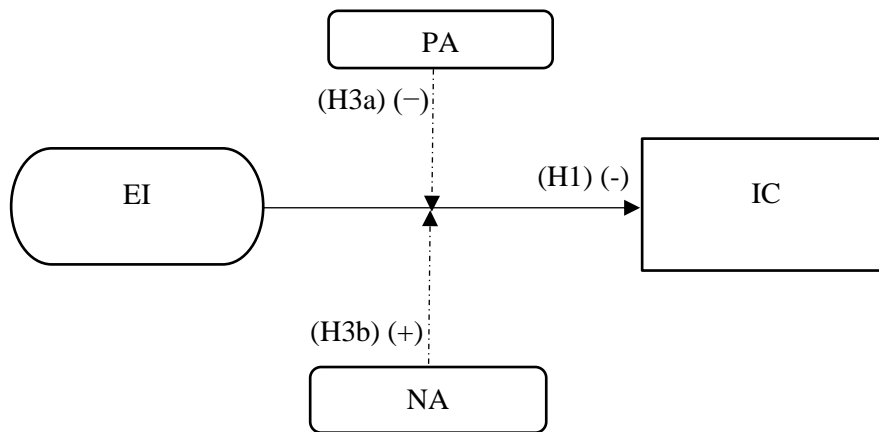 PA
(H3a) (−)
(H1) (-)
EI
IC
(H3b) (+)
NA